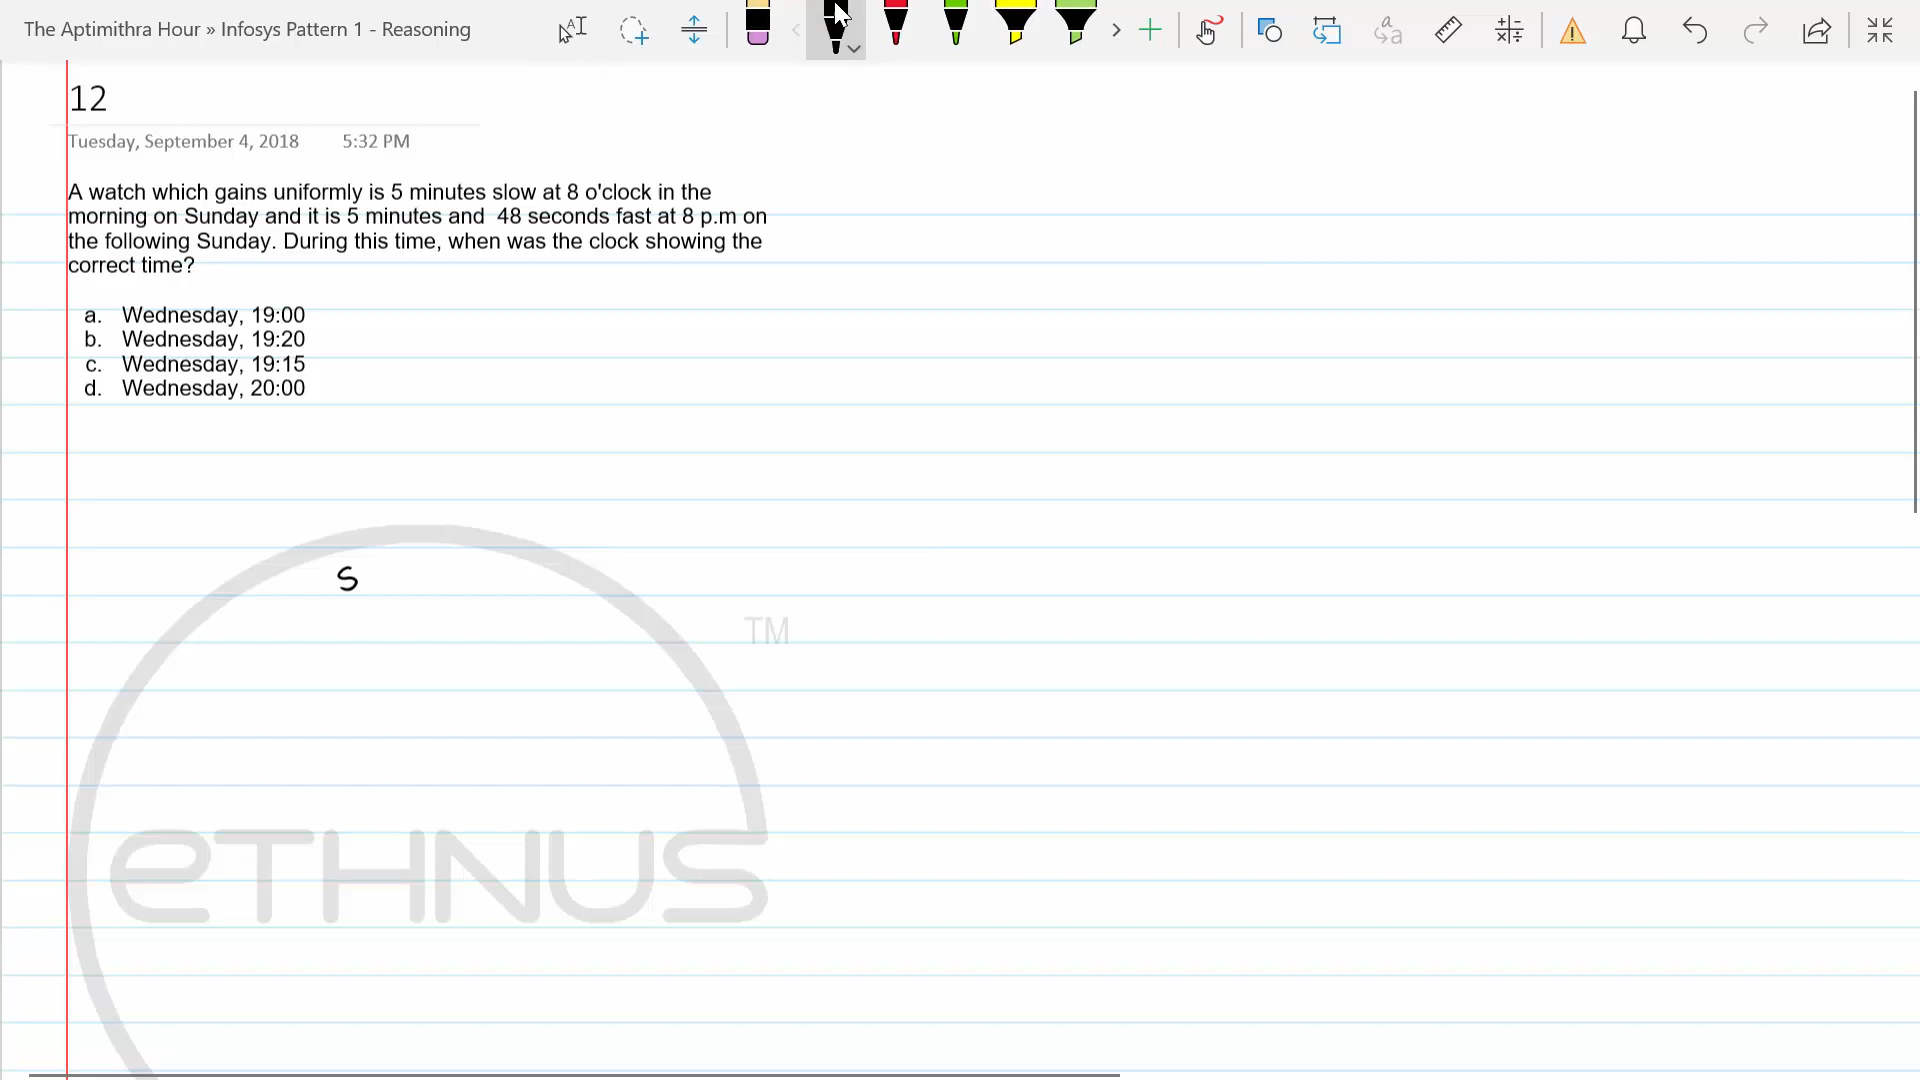 The Aptimithra Hour » Infosys Pattern 1 - Reasoning
12
Tuesday, September 4, 2018 5:32 PM
A watch which gains uniformly is 5 minutes slow at 8 o'clock in the
morning on Sunday and it is 5 minutes and 48 seconds fast at 8 p.m on
the following Sunday. During this time, when was the clock showing the
correct time?
a. Wednesday, 19:00
b. Wednesday, 19:20
c. Wednesday, 19:15
d. Wednesday, 20:00
S
TM
eTHNUS